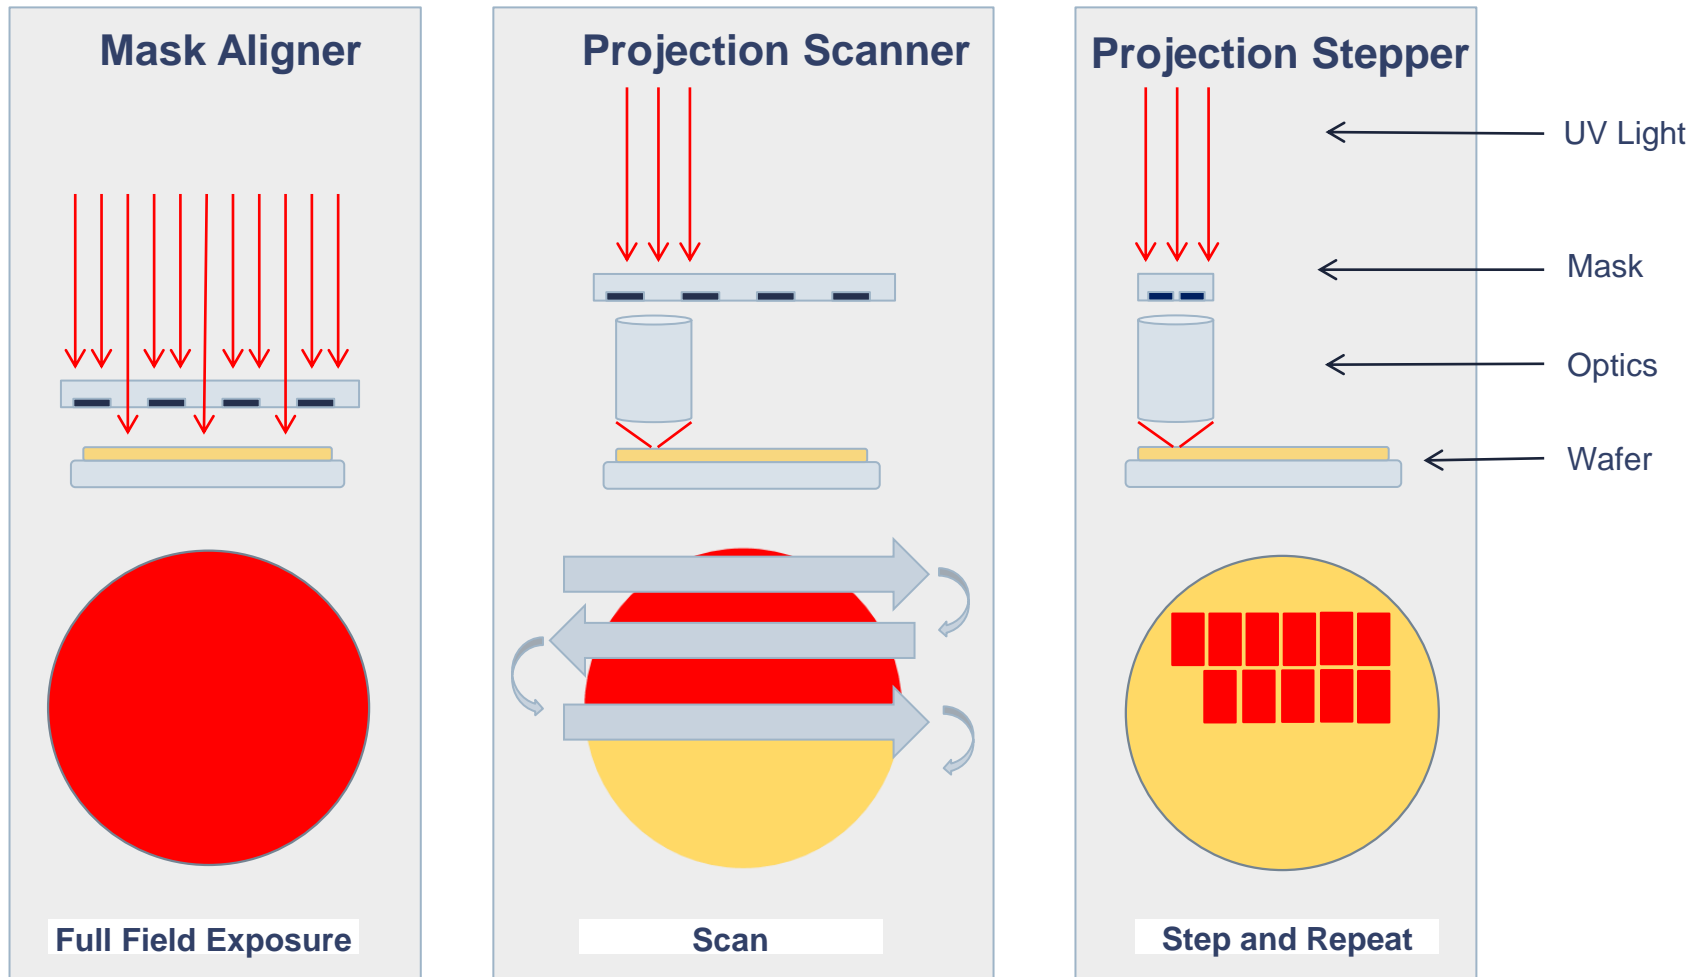 Mask Aligner
Projection Scanner
Projection Stepper
UV Light
Mask
Optics
Wafer
Full Field Exposure
Scan
Step and Repeat